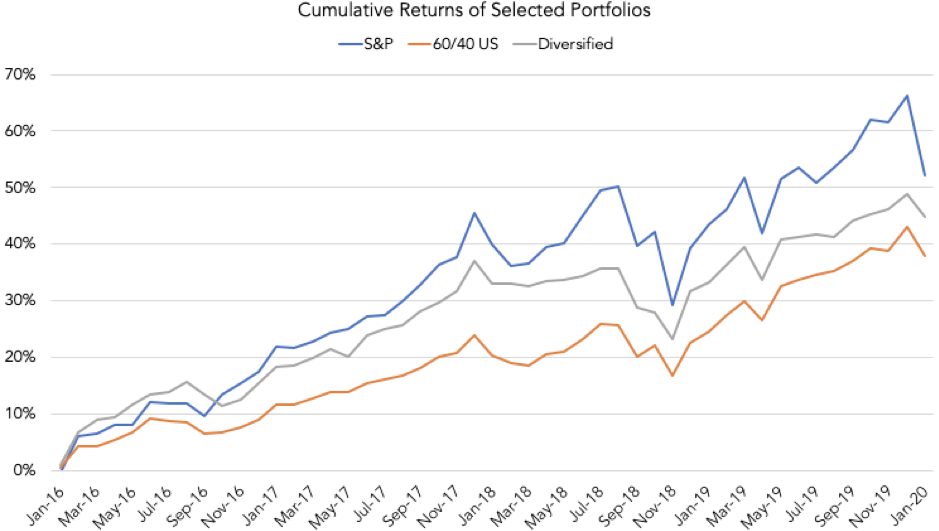 Cumulative Returns of Selected Portfolios
S&P 60/40 US Diversified
70%
60%
50%
40%
30%
20%
10%
0%
Jan-16 Mar-16 May-16 Jul-16 Sep-16 Nov-16 Jan-17 Mar-17 May-17 Jul-17 Sep-17 Nov-17 Jan-18 Mar-18 May-18 Jul-18 Sep-18 Nov-18 Jan-19 Mar-19 May-19 Jul-19 Sep-19 Nov-19 Jan-20